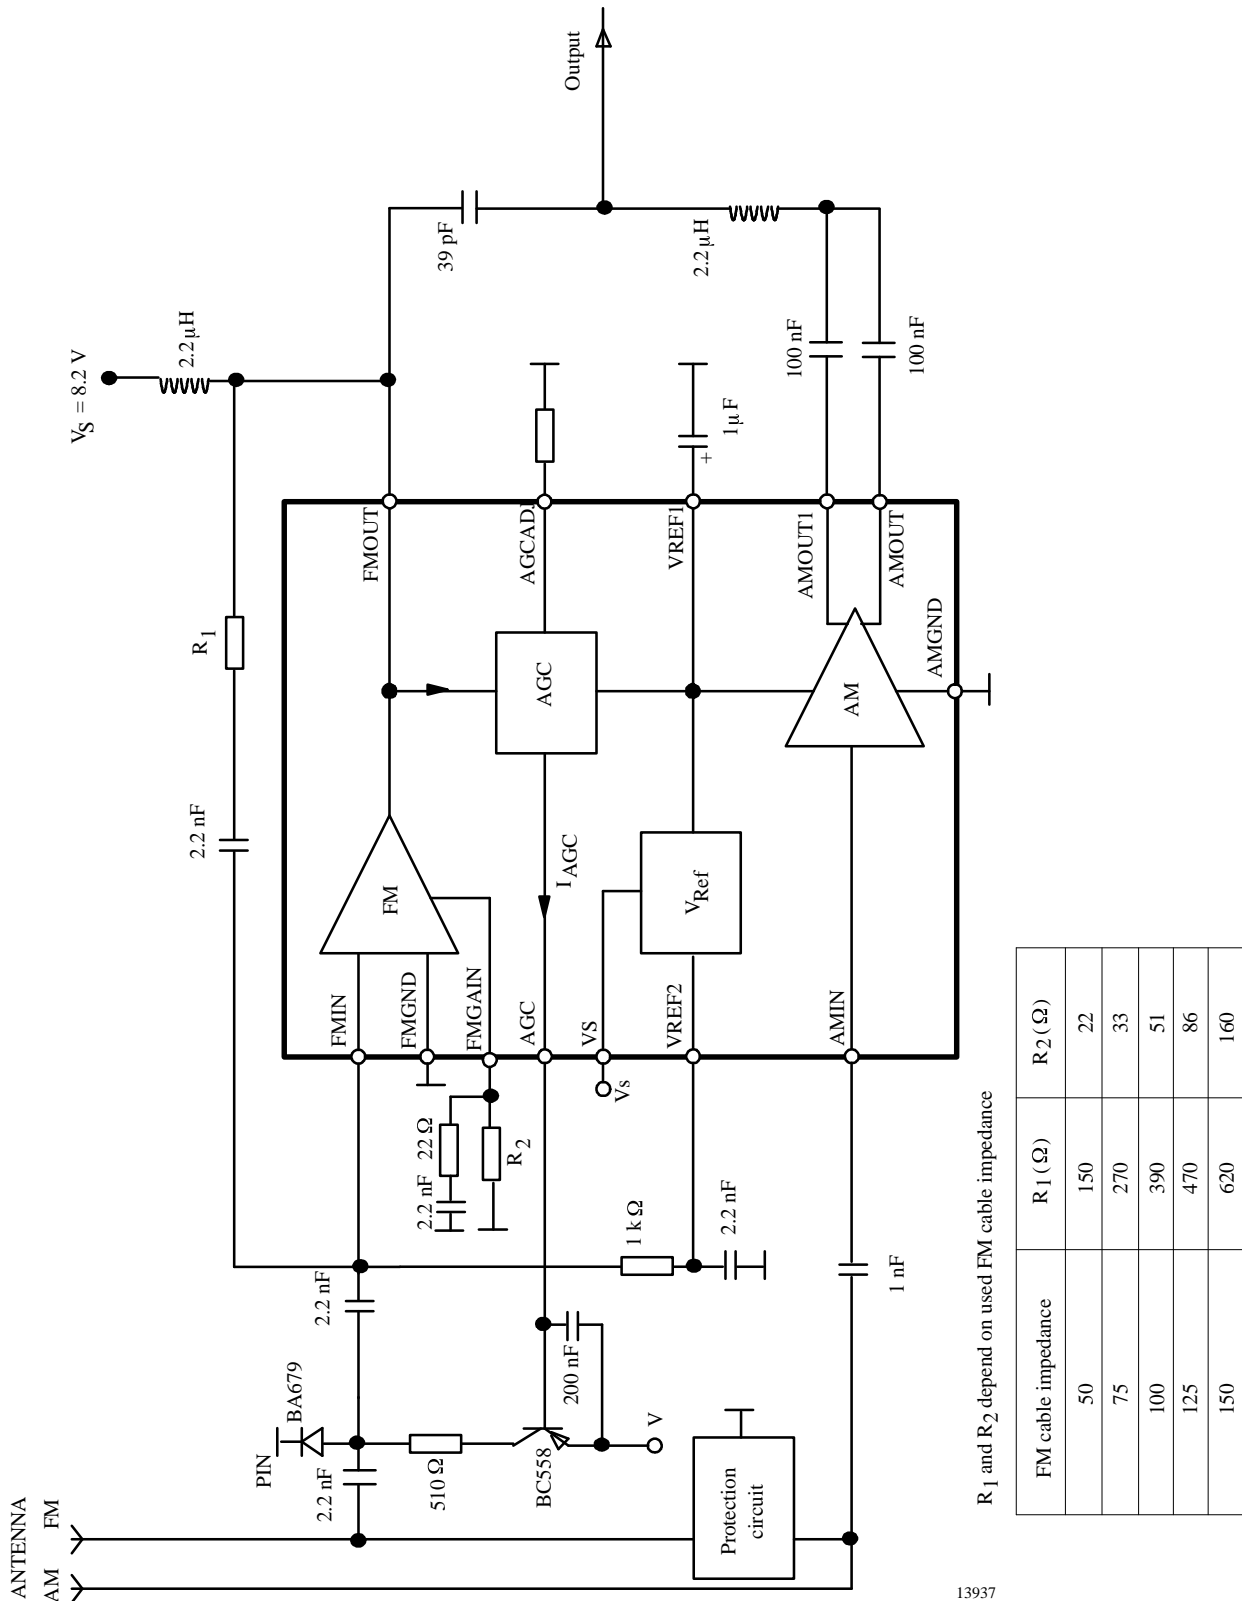 ANTENNA
AM
FM
PIN
BA679
2.2 nF
2.2 nF
510 Ω
BC558
200 nF
V
Protection
circuit
2.2 nF
R1
2.2 μH
VS = 8.2 V
2.2 nF
22 Ω
R2
1 k Ω
2.2 nF
1 nF
FMIN
FMGND
FMGAIN
AGC
VS
Vs
VREF2
AMIN
FM
AGC
I AGC
VRef
AM
FMOUT
AGCADJ
VREF1
AMOUT1
AMOUT
AMGND
39 pF
Output
2.2 μH
+
1 μ F
100 nF
100 nF
R1 and R2 depend on used FM cable impedance
FM cable impedance R1 (Ω) R2 (Ω)
50 150 22
75 270 33
100 390 51
125 470 86
150 620 160
13937